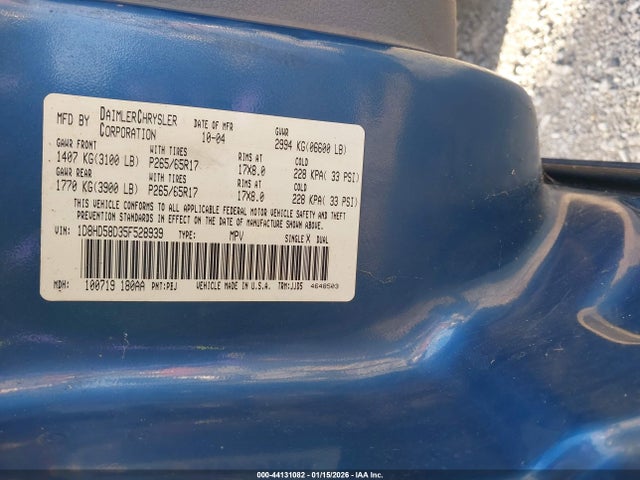 MFD BY DAIMLERCHRYSLER CORPORATION DATE OF MFR 10-04 GVWR 2994 KG(06600 LB)
GAWR FRONT WITH TIRES RIMS AT COLD
1407 KG(3100 LB) P265/65R17 17X8.0 228 KPA( 33 PSI)
GAWR REAR WITH TIRES RIMS AT COLD
1770 KG(3900 LB) P265/65R17 17X8.0 228 KPA( 33 PSI)
THIS VEHICLE CONFORMS TO ALL APPLICABLE FEDERAL MOTOR VEHICLE SAFETY AND THEFT
PREVENTION STANDARDS IN EFFECT ON THE DATE OF MANUFACTURE SHOWN ABOVE.
VIN: 1D8HD58D35F528939 TYPE: MPV SINGLE X DUAL
MDH: 100719 180AA PNT:PBJ VEHICLE MADE IN U.S.A. TRM:JJD5 4648503
000-44131082 - 01/15/2026 - IAA Inc.